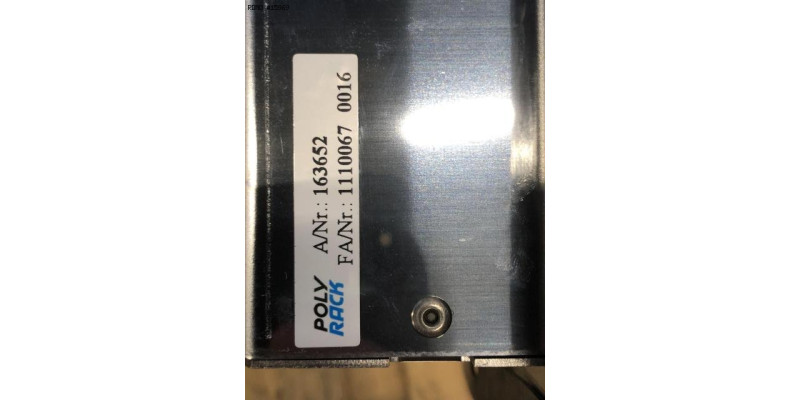 POLY
RACK
A/Nr.: 163652
FA/Nr.: 1110067 0016